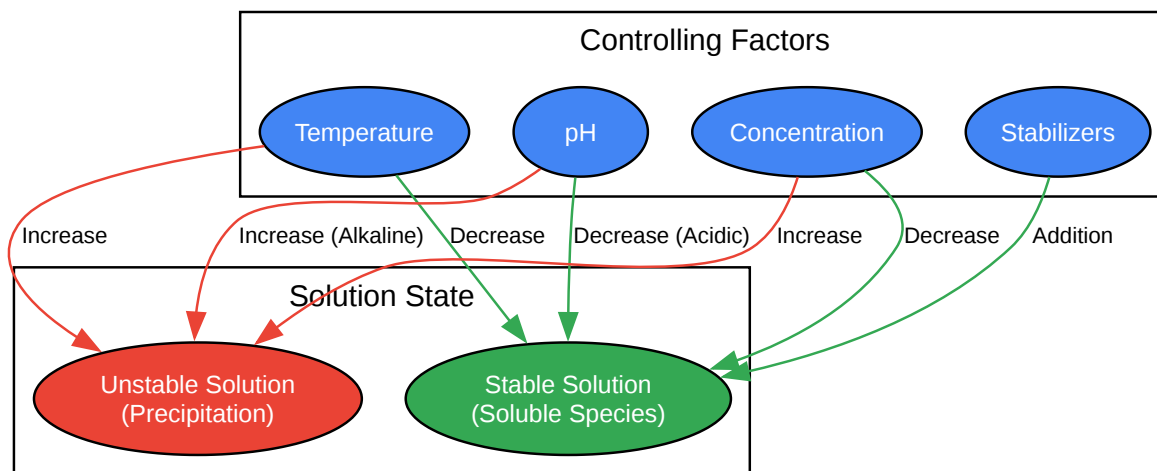 Controlling Factors
Temperature
pH
Concentration
Stabilizers
Increase
Increase (Alkaline)
Decrease
Decrease (Acidic)
Increase
Decrease
Addition
Solution State
Unstable Solution
(Precipitation)
Stable Solution
(Soluble Species)